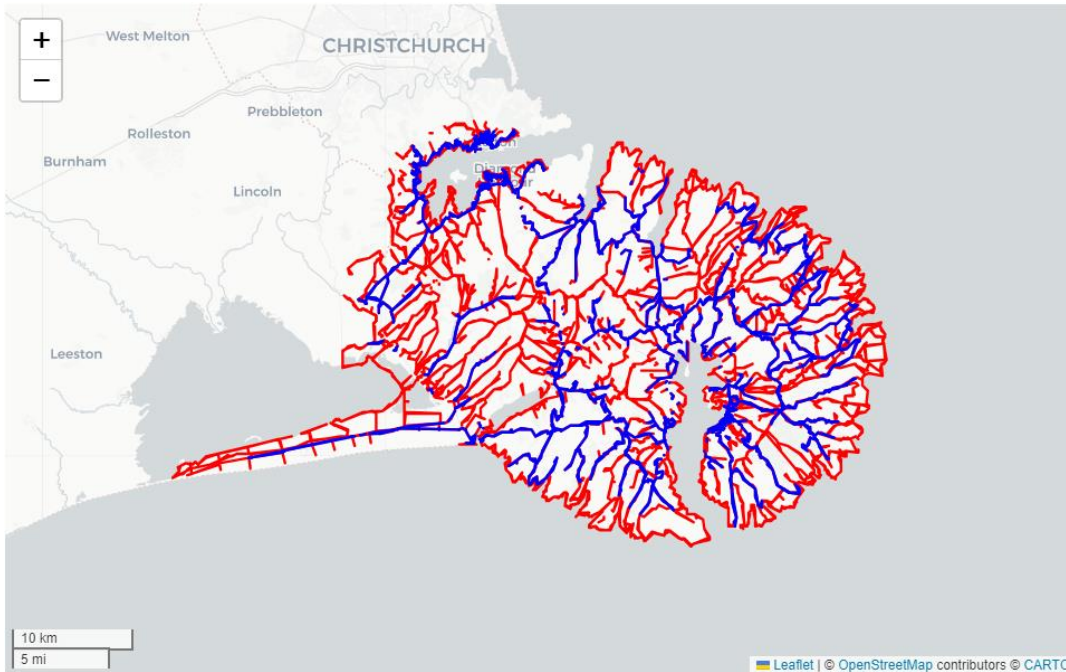 +
CHRISTCHURCH
West Melton
−
Prebbleton
Rolleston
Burnham
Lincoln
Leeston
10 km
5 mi
Leaflet | © OpenStreetMap contributors © CARTO